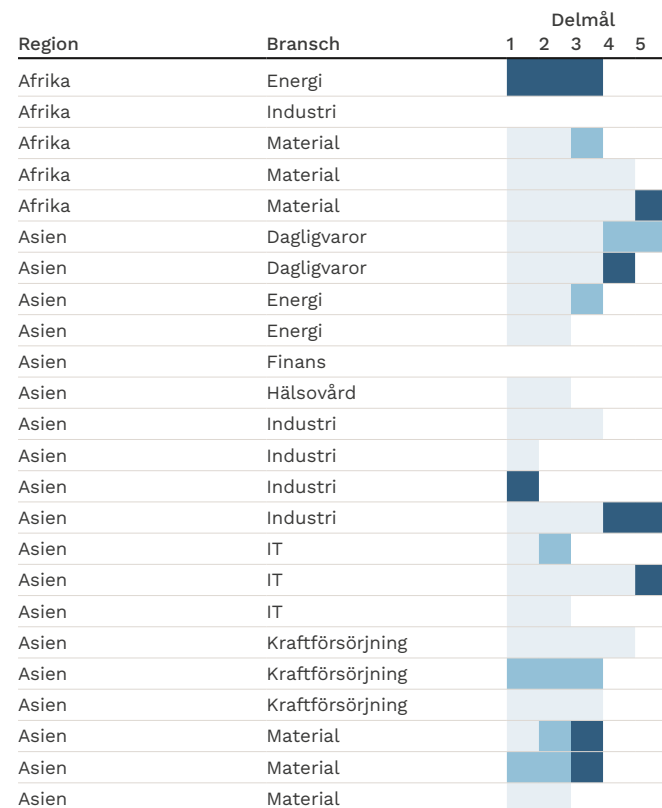 Delmål
Region Bransch 1 2 3 4 5
Afrika Energi
Afrika Industri
Afrika Material
Afrika Material
Afrika Material
Asien Dagligvaror
Asien Dagligvaror
Asien Energi
Asien Energi
Asien Finans
Asien Hälsovård
Asien Industri
Asien Industri
Asien Industri
Asien Industri
Asien IT
Asien IT
Asien IT
Asien Kraftförsörjning
Asien Kraftförsörjning
Asien Kraftförsörjning
Asien Material
Asien Material
Asien Material